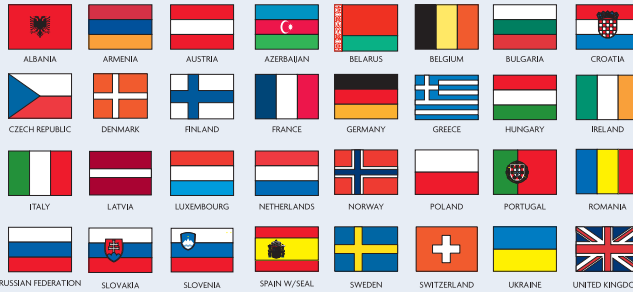 ALBANIA
ARMENIA
AUSTRIA
AZERBAIJAN
BELARUS
BELGIUM
BULGARIA
CROATIA
CZECH REPUBLIC
DENMARK
FINLAND
FRANCE
GERMANY
GREECE
HUNGARY
IRELAND
ITALY
LATVIA
LUXEMBOURG
NETHERLANDS
NORWAY
POLAND
PORTUGAL
ROMANIA
RUSSIAN FEDERATION
SLOVAKIA
SLOVENIA
SPAIN W/SEAL
SWEDEN
SWITZERLAND
UKRAINE
UNITED KINGDO